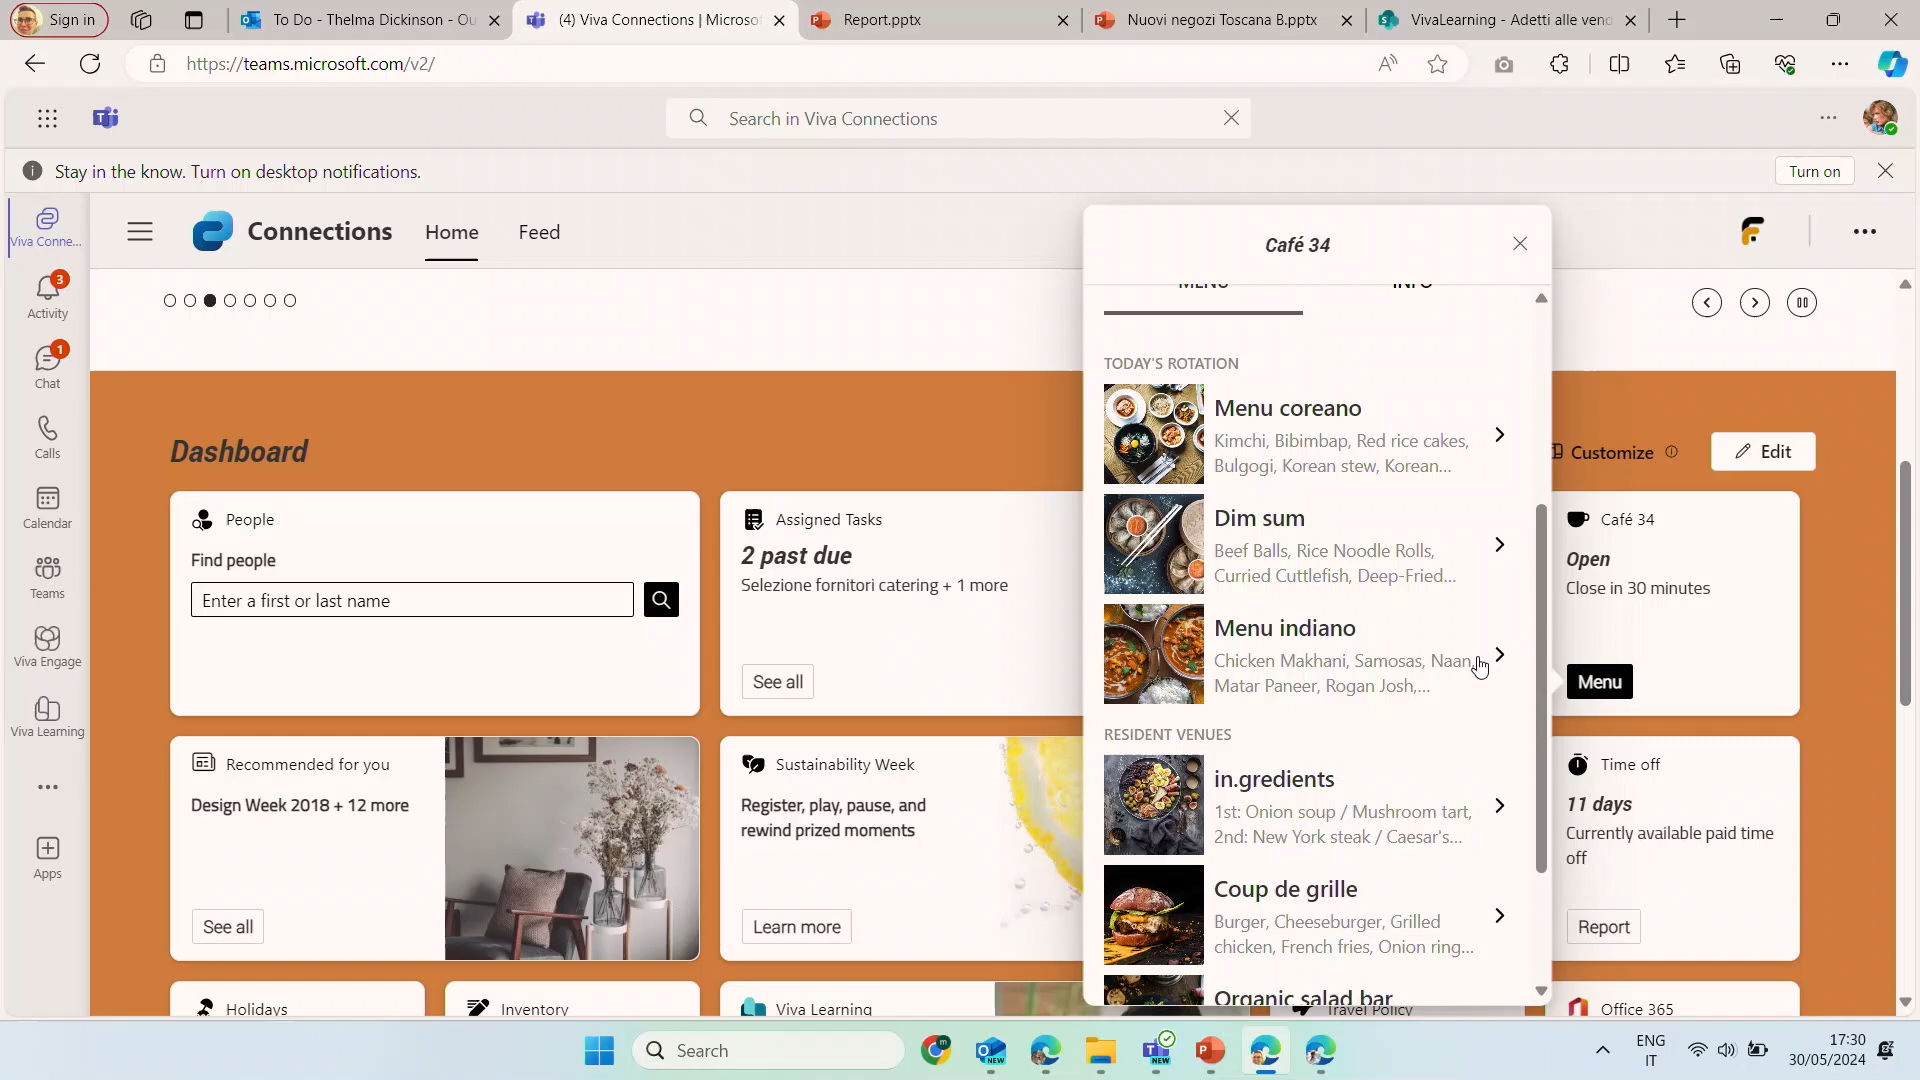 Sign in
To Do - Thelma Dickinson - Ou
(4) Viva Connections | Microsof
Report.pptx
Nuovi negozi Toscana B.pptx
VivaLearning - Adetti alle vend
https://teams.microsoft.com/v2/
Search in Viva Connections
Stay in the know. Turn on desktop notifications.
Turn on
Viva Conne...
Connections
Home
Feed
3
Activity
1
Chat
Calls
Calendar
Teams
Viva Engage
Viva Learning
Apps
Dashboard
Customize
Edit
People
Find people
Enter a first or last name
Assigned Tasks
2 past due
Selezione fornitori catering + 1 more
See all
Café 34
MENU
INFO
TODAY'S ROTATION
Menu coreano
Kimchi, Bibimbap, Red rice cakes,
Bulgogi, Korean stew, Korean...
Dim sum
Beef Balls, Rice Noodle Rolls,
Curried Cuttlefish, Deep-Fried...
Menu indiano
Chicken Makhani, Samosas, Naan,
Matar Paneer, Rogan Josh,...
RESIDENT VENUES
in.gredients
1st: Onion soup / Mushroom tart,
2nd: New York steak / Caesar's...
Coup de grille
Burger, Cheeseburger, Grilled
chicken, French fries, Onion ring...
Organic salad bar
Café 34
Open
Close in 30 minutes
Menu
Recommended for you
Design Week 2018 + 12 more
See all
Sustainability Week
Register, play, pause, and
rewind prized moments
Learn more
Time off
11 days
Currently available paid time
off
Report
Holidays
Inventory
Viva Learning
Travel Policy
Office 365
Search
NEW
NEW
ENG
IT
17:30
30/05/2024